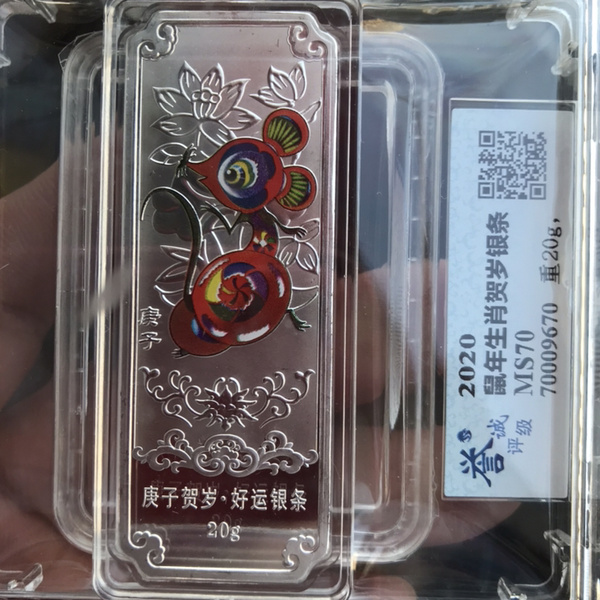 庚子
庚子贺岁·好运银条
20g
2020
鼠年生肖贺岁银条
MS70
70009670 重20g,
誉诚
评级